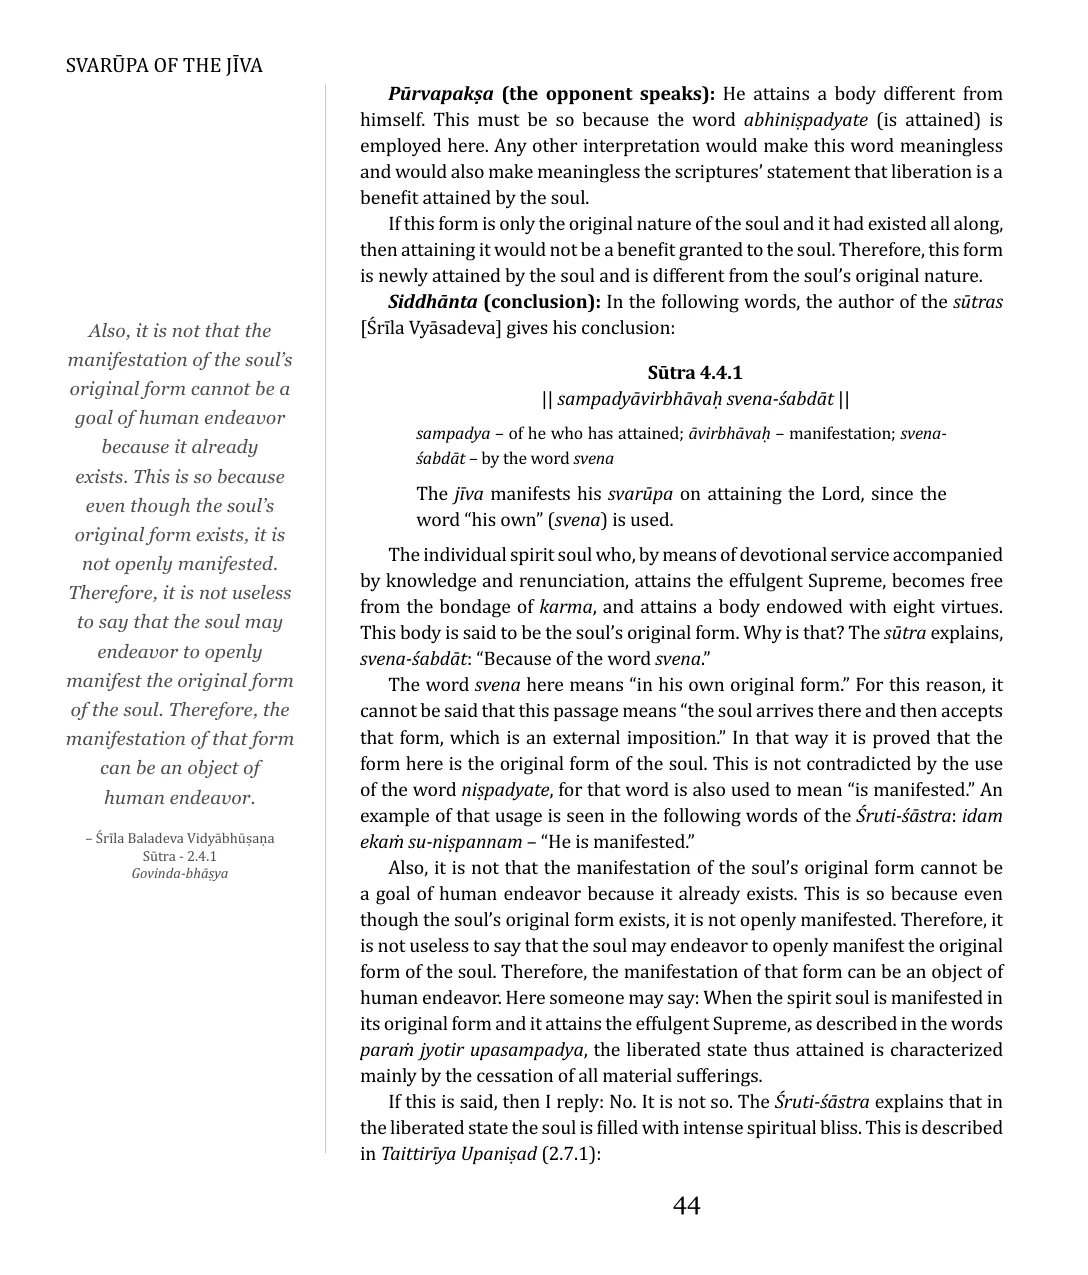 SVARŪPA OF THE JĪVA
Also, it is not that the
manifestation of the soul’s
original form cannot be a
goal of human endeavor
because it already
exists. This is so because
even though the soul’s
original form exists, it is
not openly manifested.
Therefore, it is not useless
to say that the soul may
endeavor to openly
manifest the original form
of the soul. Therefore, the
manifestation of that form
can be an object of
human endeavor.
– Śrīla Baladeva Vidyābhūṣaṇa
Sūtra - 2.4.1
Govinda-bhāṣya
Pūrvapakṣa (the opponent speaks): He attains a body different from
himself. This must be so because the word abhiniṣpadyate (is attained) is
employed here. Any other interpretation would make this word meaningless
and would also make meaningless the scriptures’ statement that liberation is a
benefit attained by the soul.
If this form is only the original nature of the soul and it had existed all along,
then attaining it would not be a benefit granted to the soul. Therefore, this form
is newly attained by the soul and is different from the soul’s original nature.
Siddhānta (conclusion): In the following words, the author of the sūtras
[Śrīla Vyāsadeva] gives his conclusion:
Sūtra 4.4.1
|| sampadyāvirbhāvaḥ svena-śabdāt ||
sampadya – of he who has attained; āvirbhāvaḥ – manifestation; svena-
śabdāt – by the word svena
The jīva manifests his svarūpa on attaining the Lord, since the
word “his own” (svena) is used.
The individual spirit soul who, by means of devotional service accompanied
by knowledge and renunciation, attains the effulgent Supreme, becomes free
from the bondage of karma, and attains a body endowed with eight virtues.
This body is said to be the soul’s original form. Why is that? The sūtra explains,
svena-śabdāt: “Because of the word svena.”
The word svena here means “in his own original form.” For this reason, it
cannot be said that this passage means “the soul arrives there and then accepts
that form, which is an external imposition.” In that way it is proved that the
form here is the original form of the soul. This is not contradicted by the use
of the word niṣpadyate, for that word is also used to mean “is manifested.” An
example of that usage is seen in the following words of the Śruti-śāstra: idam
ekaṁ su-niṣpannam – “He is manifested.”
Also, it is not that the manifestation of the soul’s original form cannot be
a goal of human endeavor because it already exists. This is so because even
though the soul’s original form exists, it is not openly manifested. Therefore, it
is not useless to say that the soul may endeavor to openly manifest the original
form of the soul. Therefore, the manifestation of that form can be an object of
human endeavor. Here someone may say: When the spirit soul is manifested in
its original form and it attains the effulgent Supreme, as described in the words
paraṁ jyotir upasampadya, the liberated state thus attained is characterized
mainly by the cessation of all material sufferings.
If this is said, then I reply: No. It is not so. The Śruti-śāstra explains that in
the liberated state the soul is filled with intense spiritual bliss. This is described
in Taittirīya Upaniṣad (2.7.1):
44